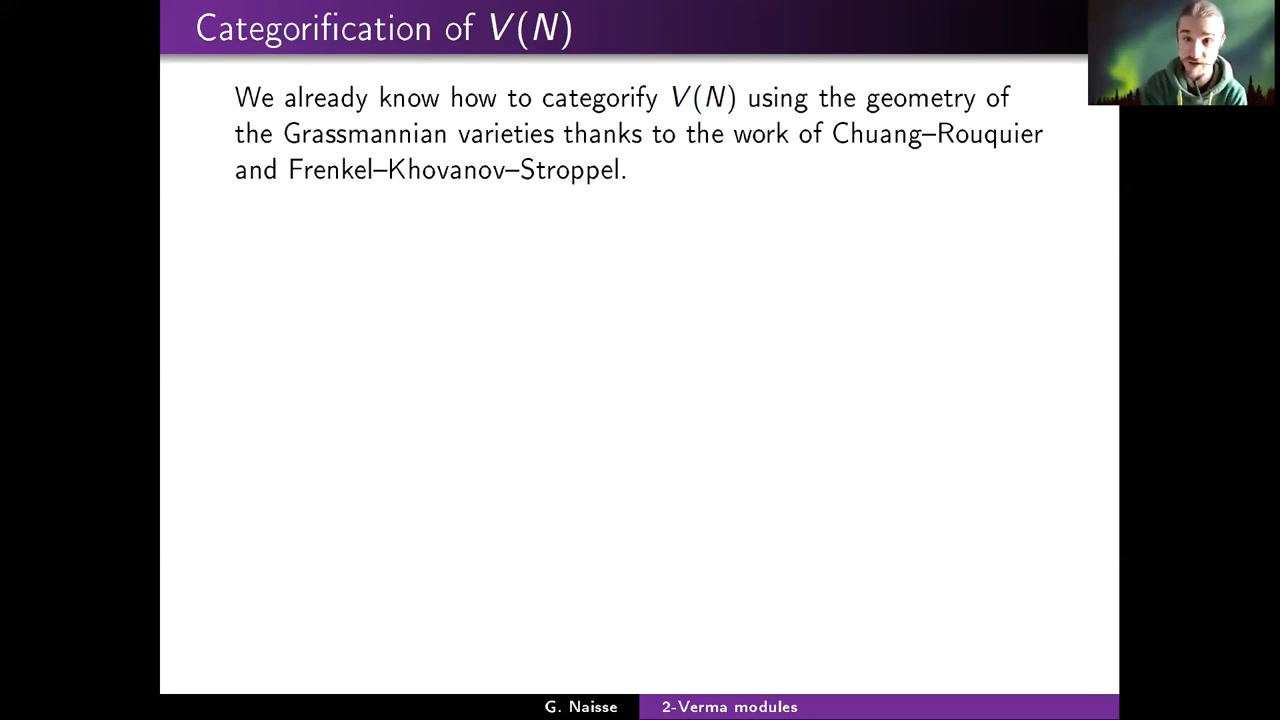 Categorification of V(N)
We already know how to categorify V(N) using the geometry of
the Grassmannian varieties thanks to the work of Chuang–Rouquier
and Frenkel–Khovanov–Stroppel.
G. Naisse
2-Verma modules